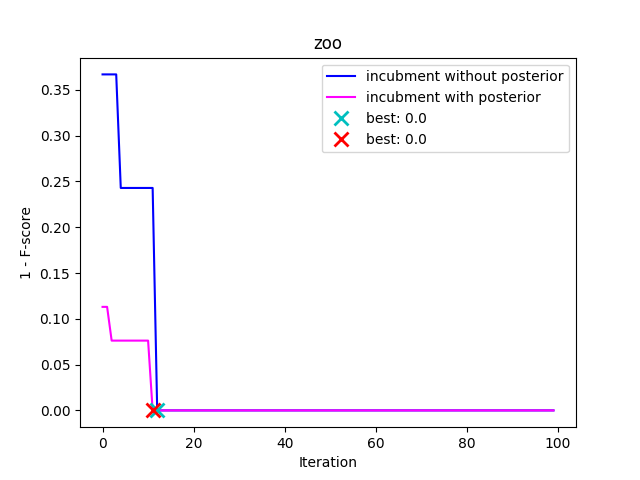 zoo
incubment without posterior
incubment with posterior
best: 0.0
best: 0.0
1 - F-score
0.35
0.30
0.25
0.20
0.15
0.10
0.05
0.00
0 20 40 60 80 100
Iteration